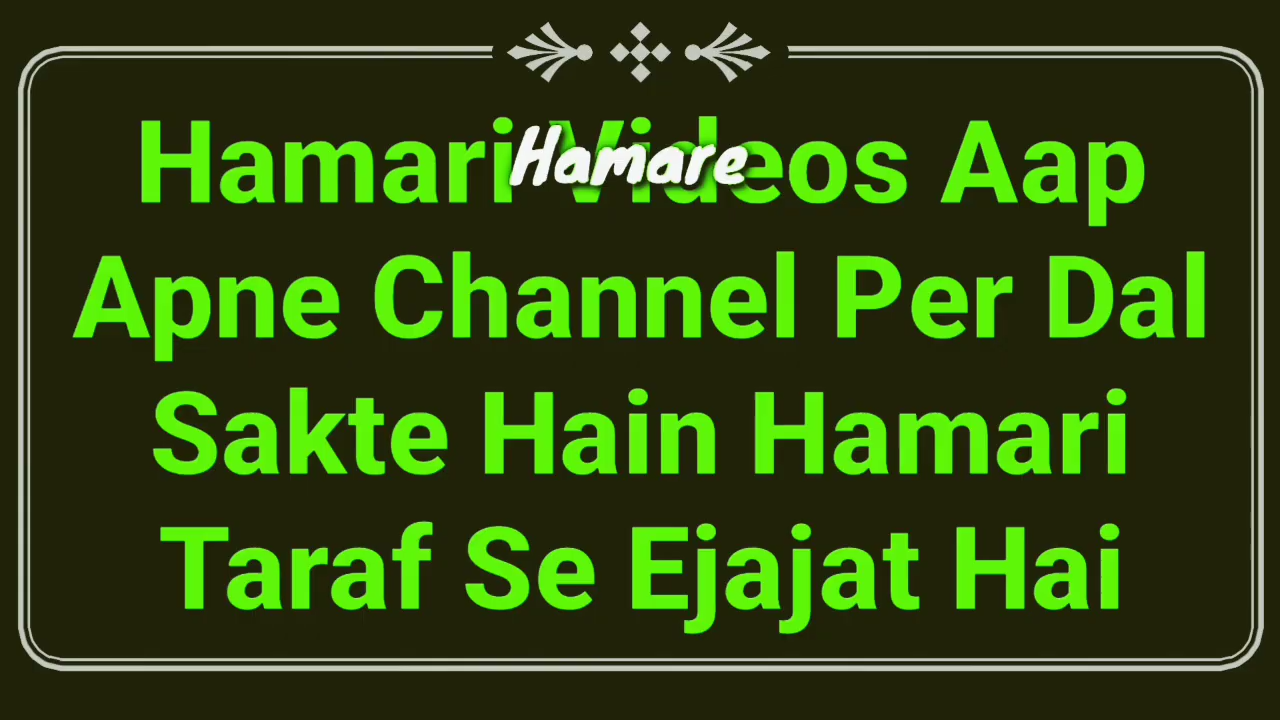 Hamari Videos Aap
Hamare
Apne Channel Per Dal
Sakte Hain Hamari
Taraf Se Ejajat Hai